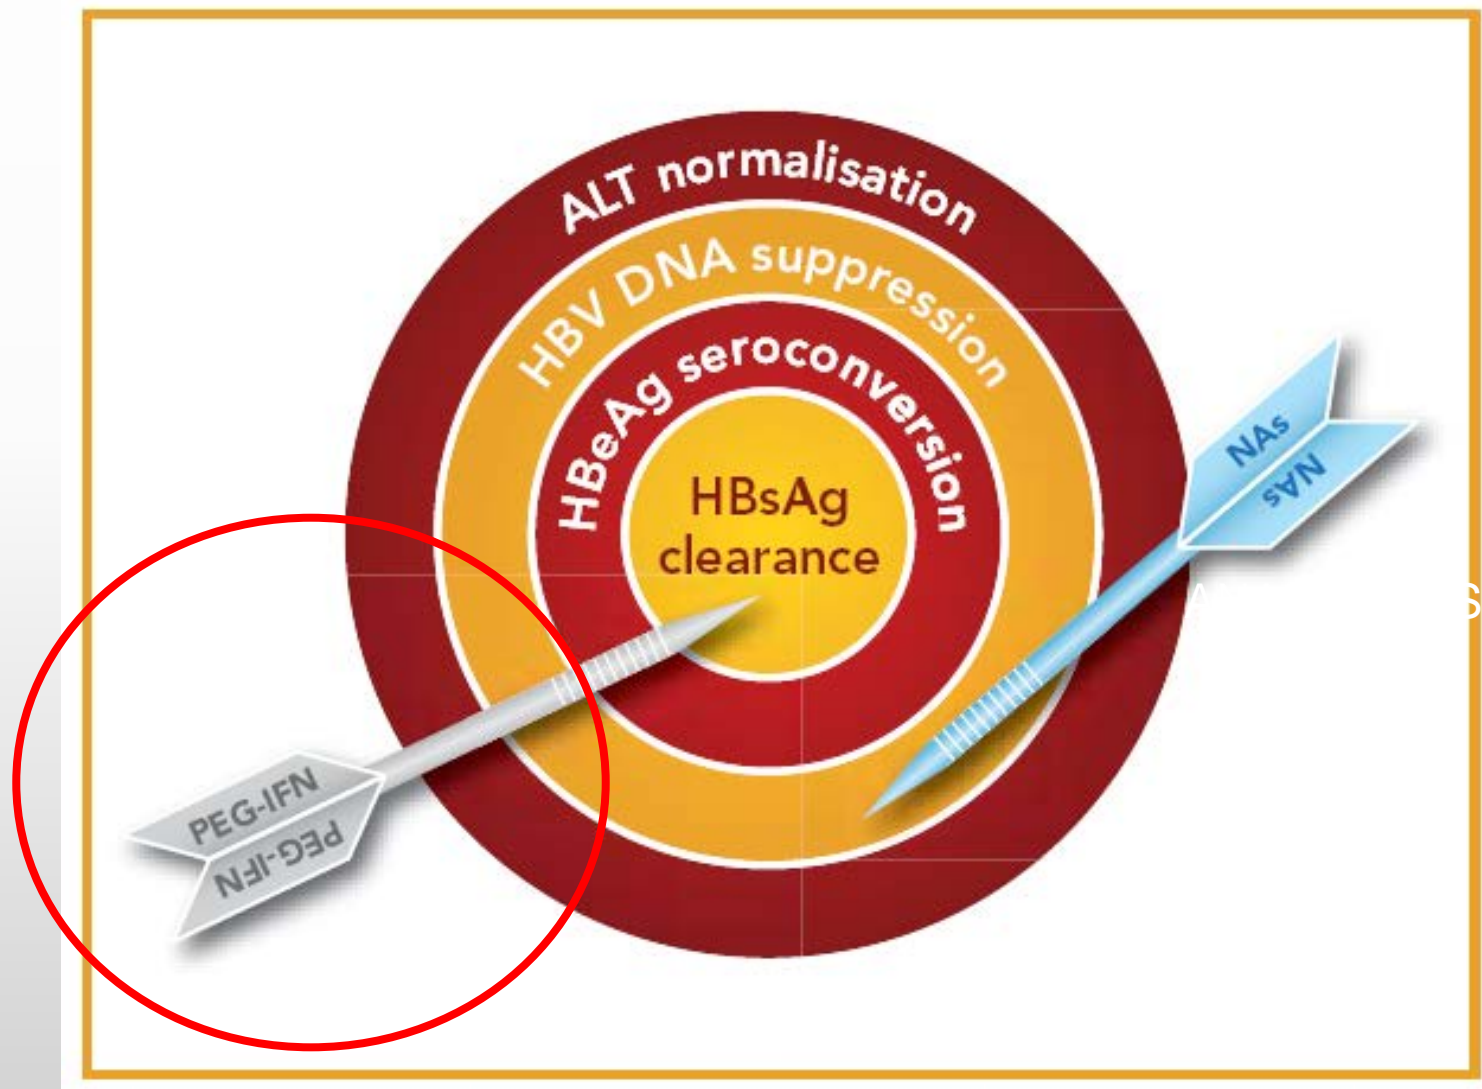 ALT normalisation
HBV DNA suppression
HBeAg seroconversion
HBsAg
clearance
NAs
NAs
PEG-IFN
PEG-IFN